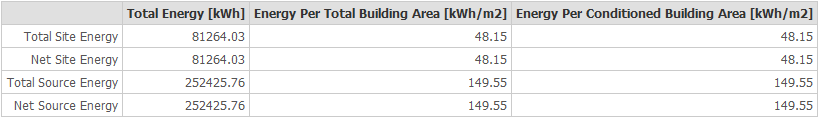 Total Energy [kWh] Energy Per Total Building Area [kWh/m2] Energy Per Conditioned Building Area [kWh/m2]
Total Site Energy 81264.03 48.15 48.15
Net Site Energy 81264.03 48.15 48.15
Total Source Energy 252425.76 149.55 149.55
Net Source Energy 252425.76 149.55 149.55